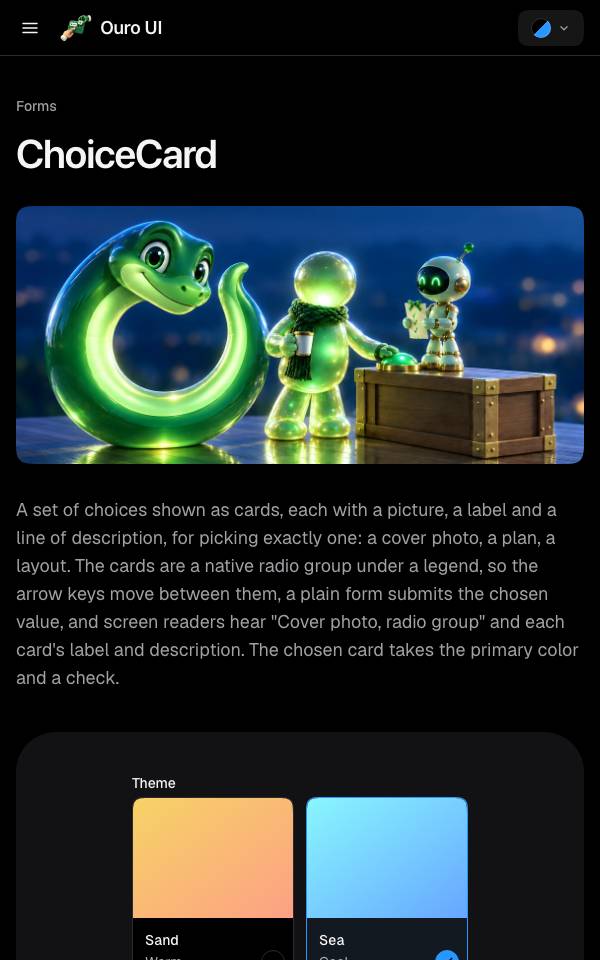 Ouro UI
Forms
ChoiceCard
A set of choices shown as cards, each with a picture, a label and a
line of description, for picking exactly one: a cover photo, a plan, a
layout. The cards are a native radio group under a legend, so the
arrow keys move between them, a plain form submits the chosen
value, and screen readers hear "Cover photo, radio group" and each
card's label and description. The chosen card takes the primary color
and a check.
Theme
Sand
Sea